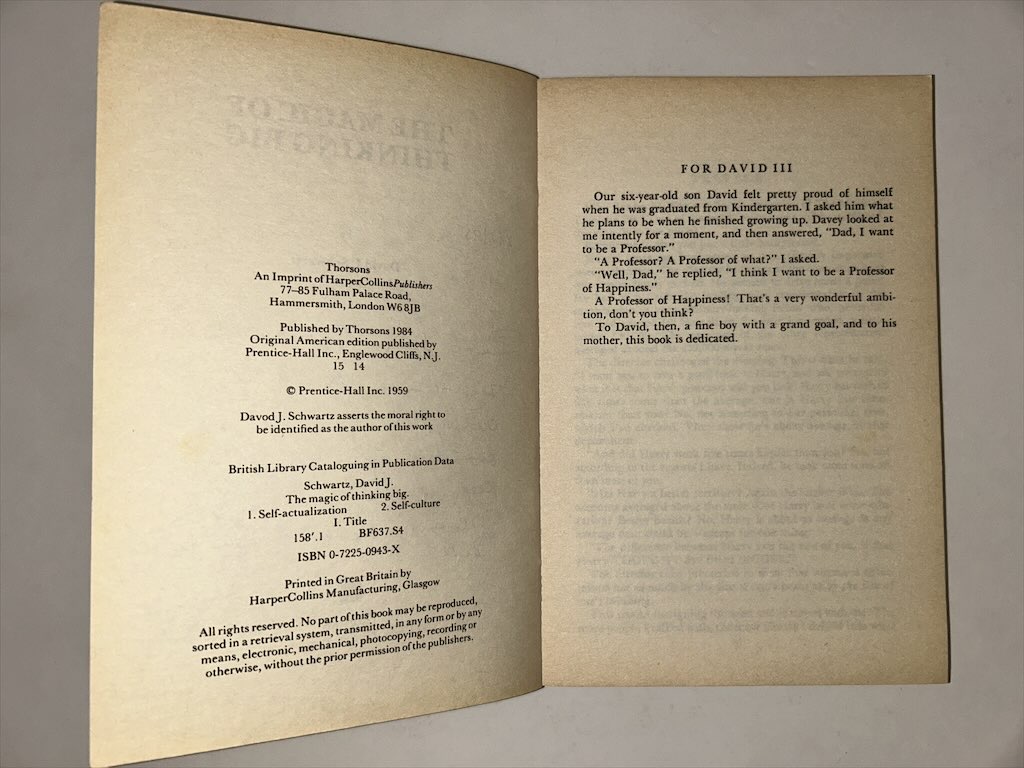 THE MAGIC OF
THINKING BIG
Thorsons
An Imprint of HarperCollinsPublishers
77–85 Fulham Palace Road,
Hammersmith, London W6 8JB
Published by Thorsons 1984
Original American edition published by
Prentice-Hall Inc., Englewood Cliffs, N.J.
15 14
© Prentice-Hall Inc. 1959
Davod J. Schwartz asserts the moral right to
be identified as the author of this work
British Library Cataloguing in Publication Data
Schwartz, David J.
The magic of thinking big.
1. Self-actualization 2. Self-culture
I. Title
158'.1 BF637.S4
ISBN 0-7225-0943-X
Printed in Great Britain by
HarperCollins Manufacturing, Glasgow
All rights reserved. No part of this book may be reproduced,
sorted in a retrieval system, transmitted, in any form or by any
means, electronic, mechanical, photocopying, recording or
otherwise, without the prior permission of the publishers.
FOR DAVID III
Our six-year-old son David felt pretty proud of himself
when he was graduated from Kindergarten. I asked him what
he plans to be when he finished growing up. Davey looked at
me intently for a moment, and then answered, “Dad, I want
to be a Professor.”
“A Professor? A Professor of what?” I asked.
“Well, Dad,” he replied, “I think I want to be a Professor
of Happiness.”
A Professor of Happiness! That's a very wonderful ambi-
tion, don't you think?
To David, then, a fine boy with a grand goal, and to his
mother, this book is dedicated.